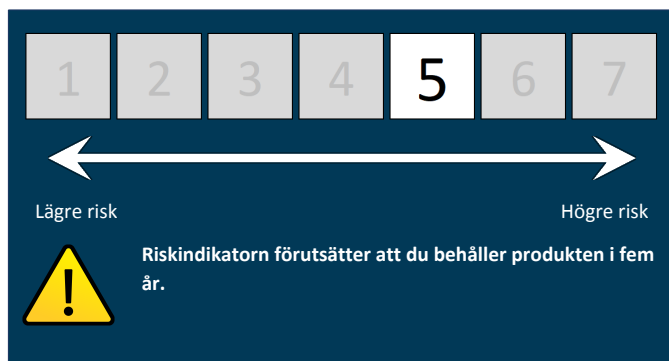 1 2 3 4 5 6 7
Lägre risk Högre risk
Riskindikatorn förutsätter att du behåller produkten i fem
år.